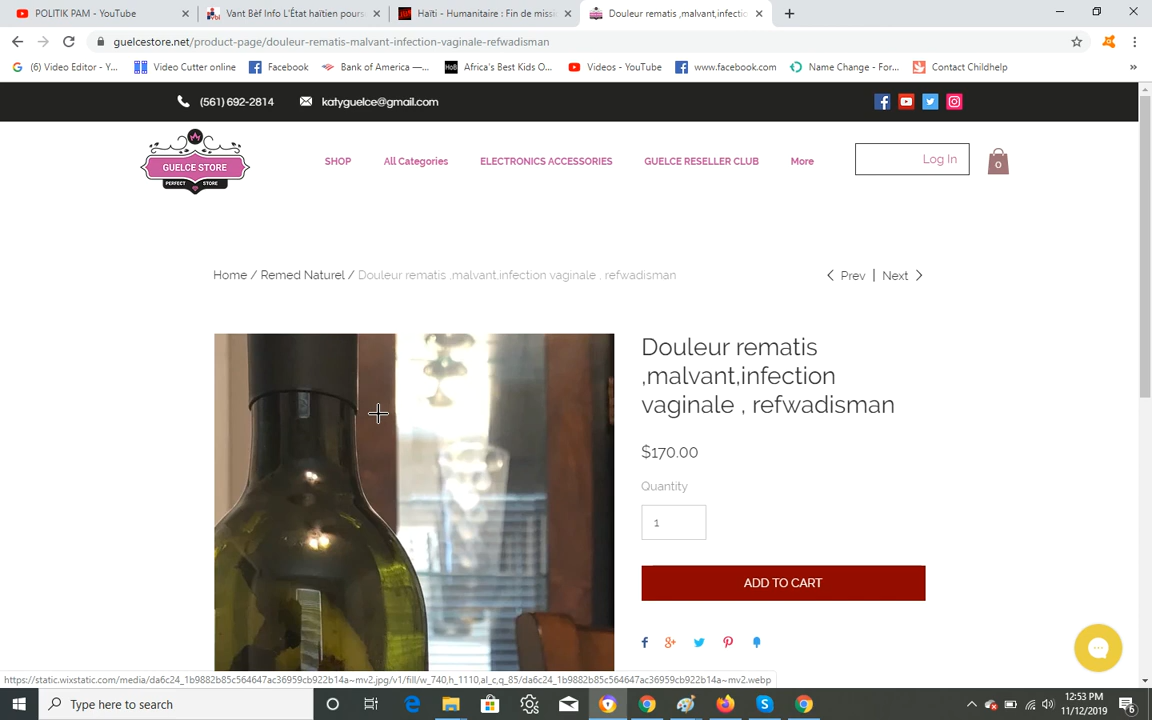 POLITIK PAM - YouTube
Vant Bèf Info L'État haïtien pours
Haïti - Humanitaire : Fin de missi
Douleur rematis ,malvant,infectio
guelcestore.net/product-page/douleur-rematis-malvant-infection-vaginale-refwadisman
(6) Video Editor - Y...
Video Cutter online
Facebook
Bank of America —...
Africa's Best Kids O...
Videos - YouTube
www.facebook.com
Name Change - For...
Contact Childhelp
»
(561) 692-2814
katyguelce@gmail.com
GUELCE STORE
PERFECT STORE
SHOP
All Categories
ELECTRONICS ACCESSORIES
GUELCE RESELLER CLUB
More
Log In
0
Home / Remed Naturel / Douleur rematis ,malvant,infection vaginale , refwadisman
Prev | Next
Douleur rematis
,malvant,infection
vaginale , refwadisman
$170.00
Quantity
1
ADD TO CART
https://static.wixstatic.com/media/da6c24_1b9882b85c564647ac36959cb922b14a~mv2.jpg/v1/fill/w_740,h_1110,al_c,q_85/da6c24_1b9882b85c564647ac36959cb922b14a~mv2.webp
Type here to search
12:53 PM
11/12/2019
6